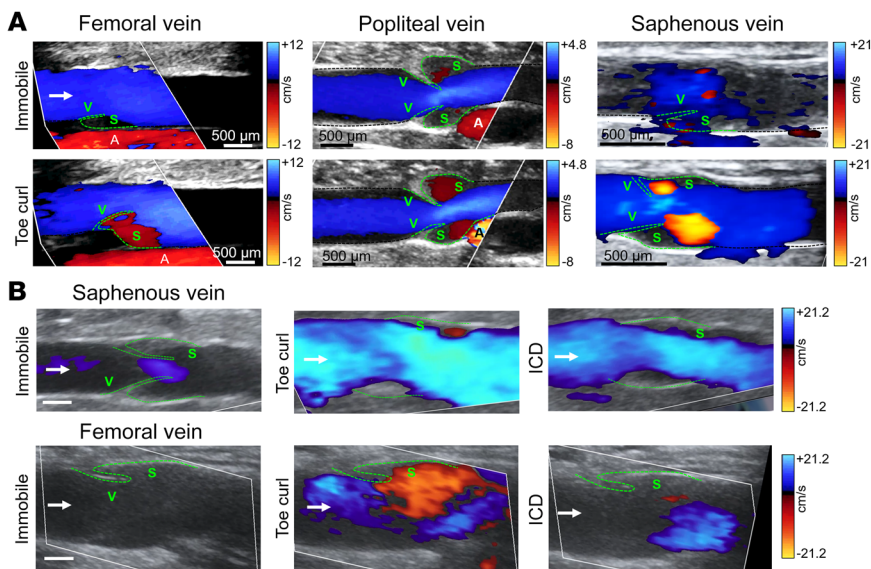 A
Femoral vein
Popliteal vein
Saphenous vein
Immobile
V
S
A
500 µm
+12
cm/s
-12
V
S
V
S
A
500 µm
+4.8
cm/s
-8
V
S
500 µm
+21
cm/s
-21
Toe curl
V
S
A
500 µm
+12
cm/s
-12
V
S
V
S
A
500 µm
+4.8
cm/s
-8
V
V
S
500 µm
+21
cm/s
-21
B
Saphenous vein
Immobile
S
V
Toe curl
S
ICD
S
+21.2
cm/s
-21.2
Femoral vein
Immobile
S
V
Toe curl
S
ICD
S
+21.2
cm/s
-21.2